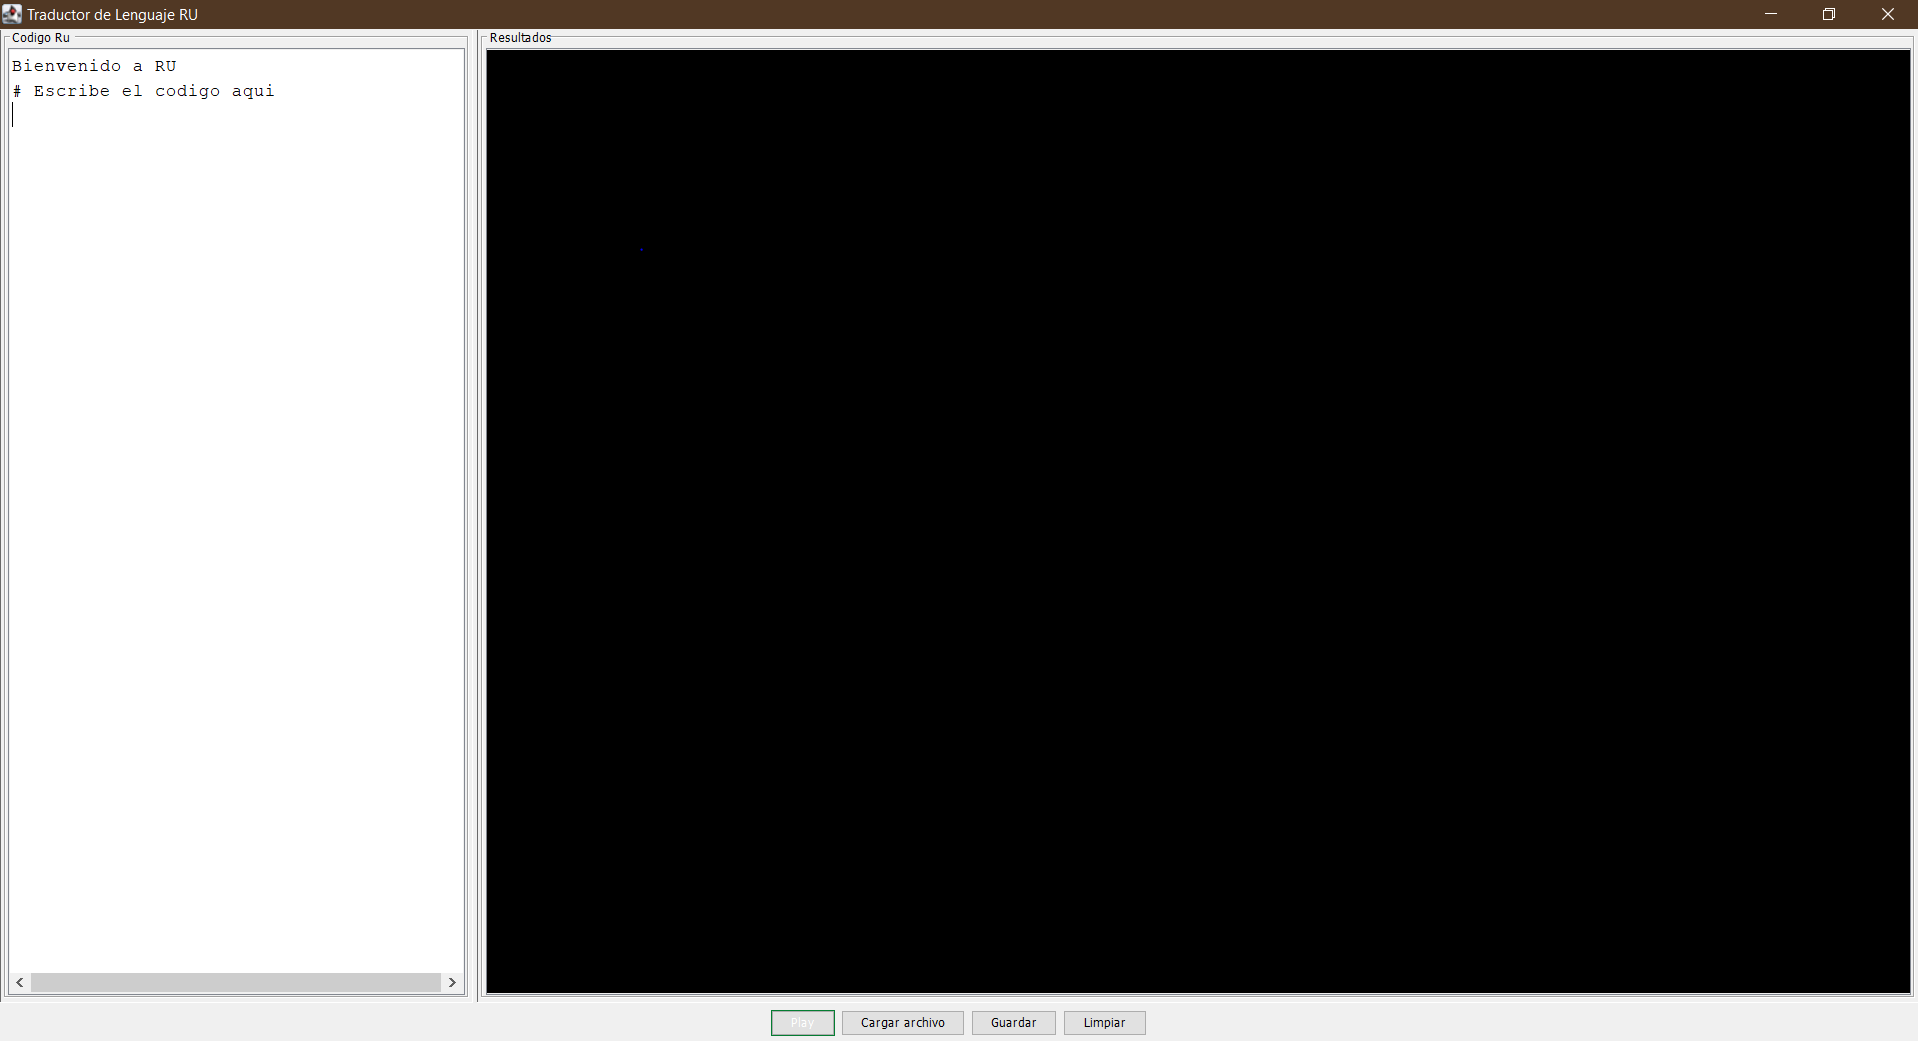 Traductor de Lenguaje RU
Codigo Ru
Bienvenido a RU
# Escribe el codigo aqui
Resultados
Play
Cargar archivo
Guardar
Limpiar